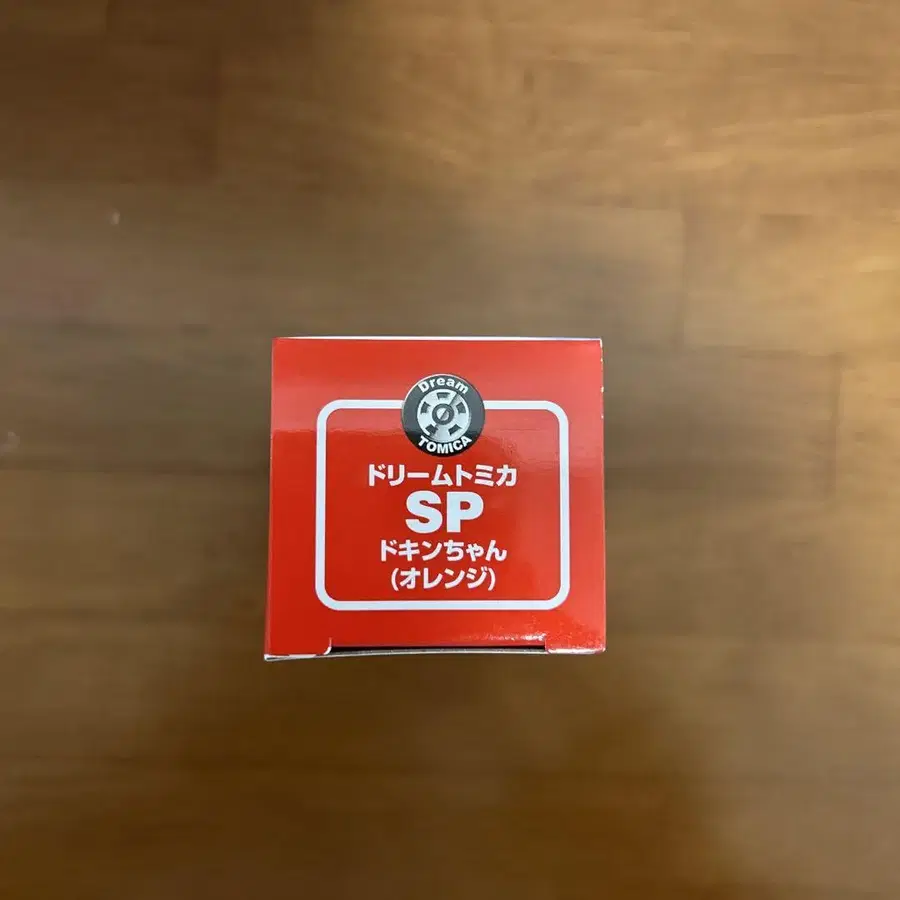 Dream
TOMICA
ドリームトミカ
SP
ドキンちゃん
(オレンジ)